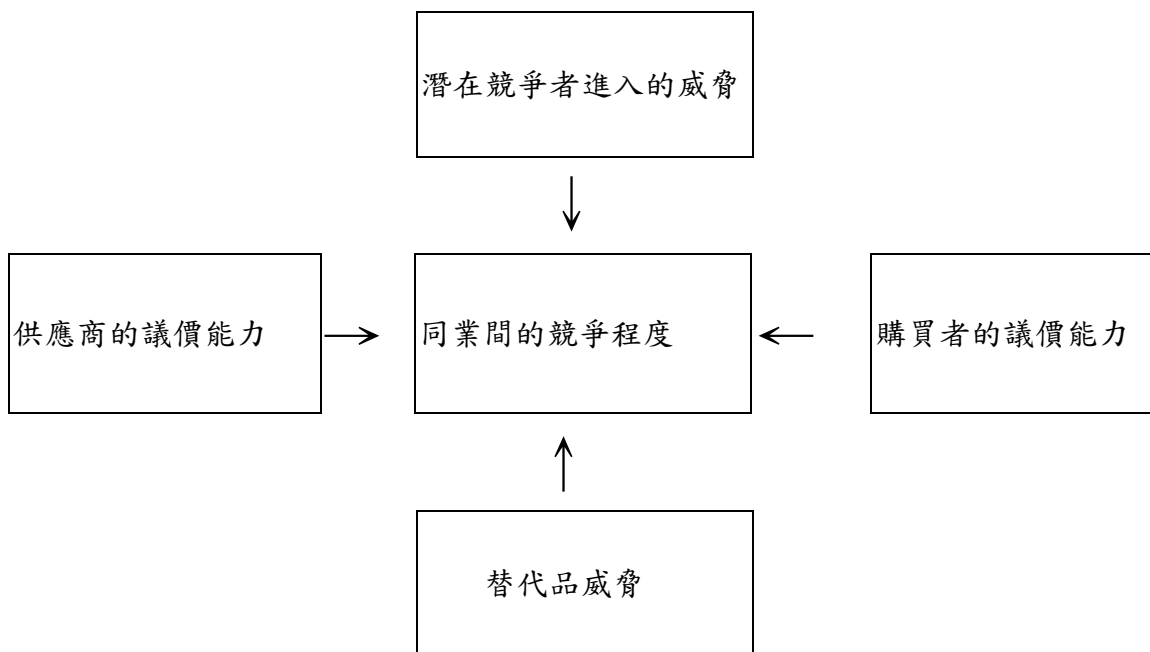 潛在競爭者進入的威脅
供應商的議價能力
同業間的競爭程度
購買者的議價能力
替代品威脅